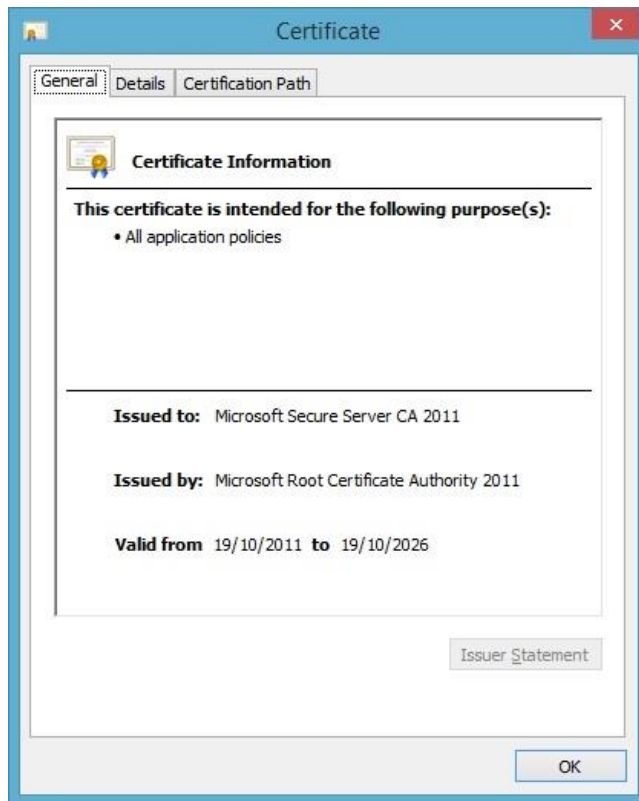 Certificate
General Details Certification Path
Certificate Information
This certificate is intended for the following purpose(s):
• All application policies
Issued to: Microsoft Secure Server CA 2011
Issued by: Microsoft Root Certificate Authority 2011
Valid from 19/10/2011 to 19/10/2026
Issuer Statement
OK